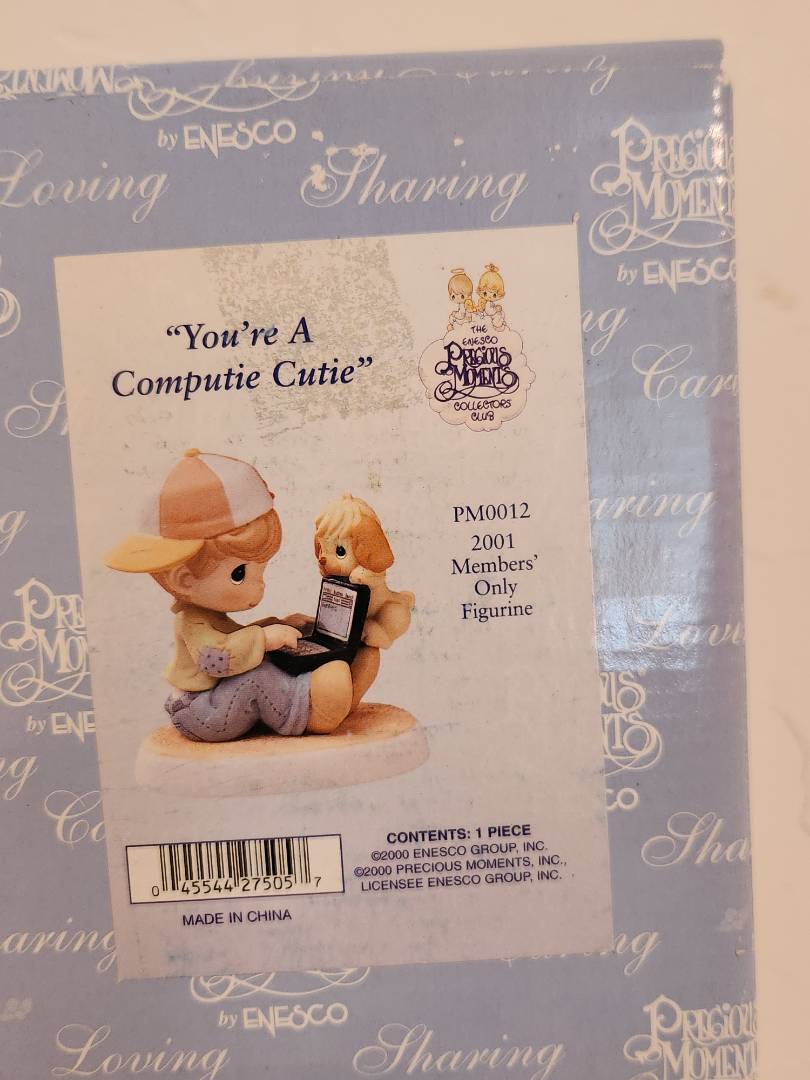 by ENESCO
Loving
Sharing
PRECIOUS
MOMENTS
by ENESCO
"You're A
Computie Cutie"
THE
ENESCO
PRECIOUS
MOMENTS
COLLECTORS
CLUB
PM0012
2001
Members'
Only
Figurine
CONTENTS: 1 PIECE
©2000 ENESCO GROUP, INC.
©2000 PRECIOUS MOMENTS, INC.,
LICENSEE ENESCO GROUP, INC.
0 45544 27505 7
MADE IN CHINA
by ENESCO
Loving
Sharing
PRECIOUS
MOMENTS